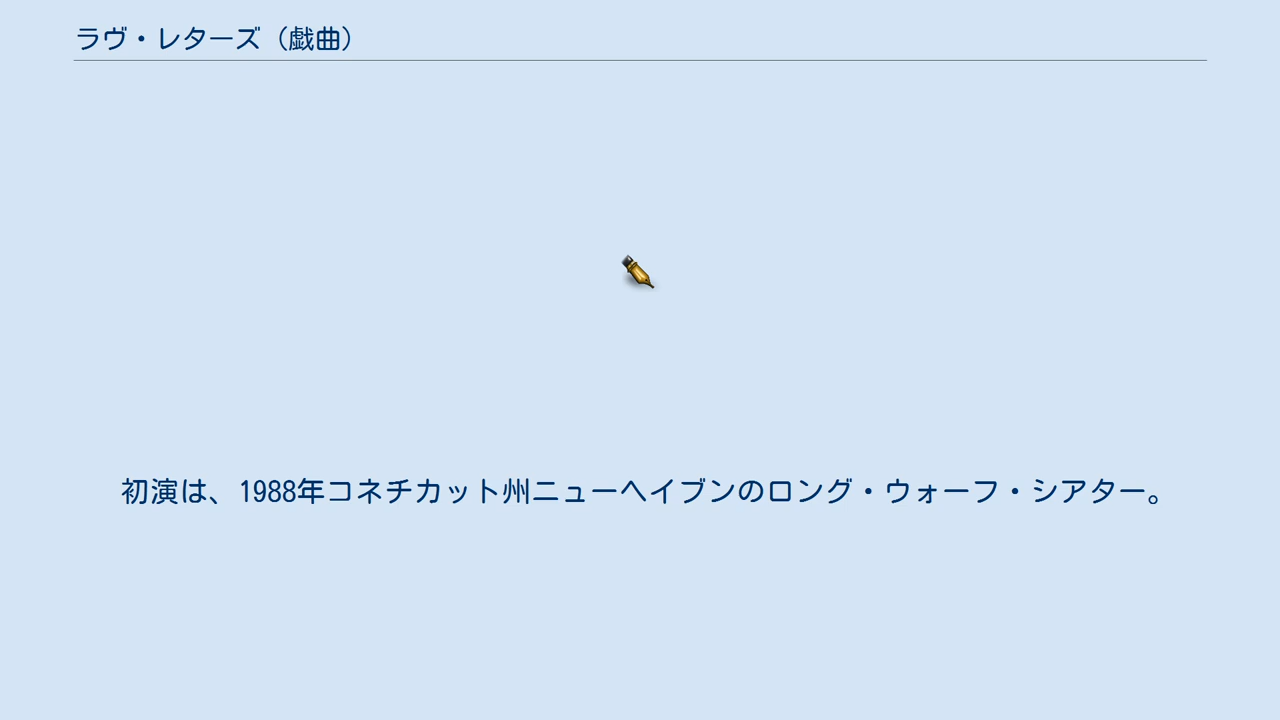 ラヴ・レターズ（戯曲）
初演は、1988年コネチカット州ニューヘイブンのロング・ウォーフ・シアター。